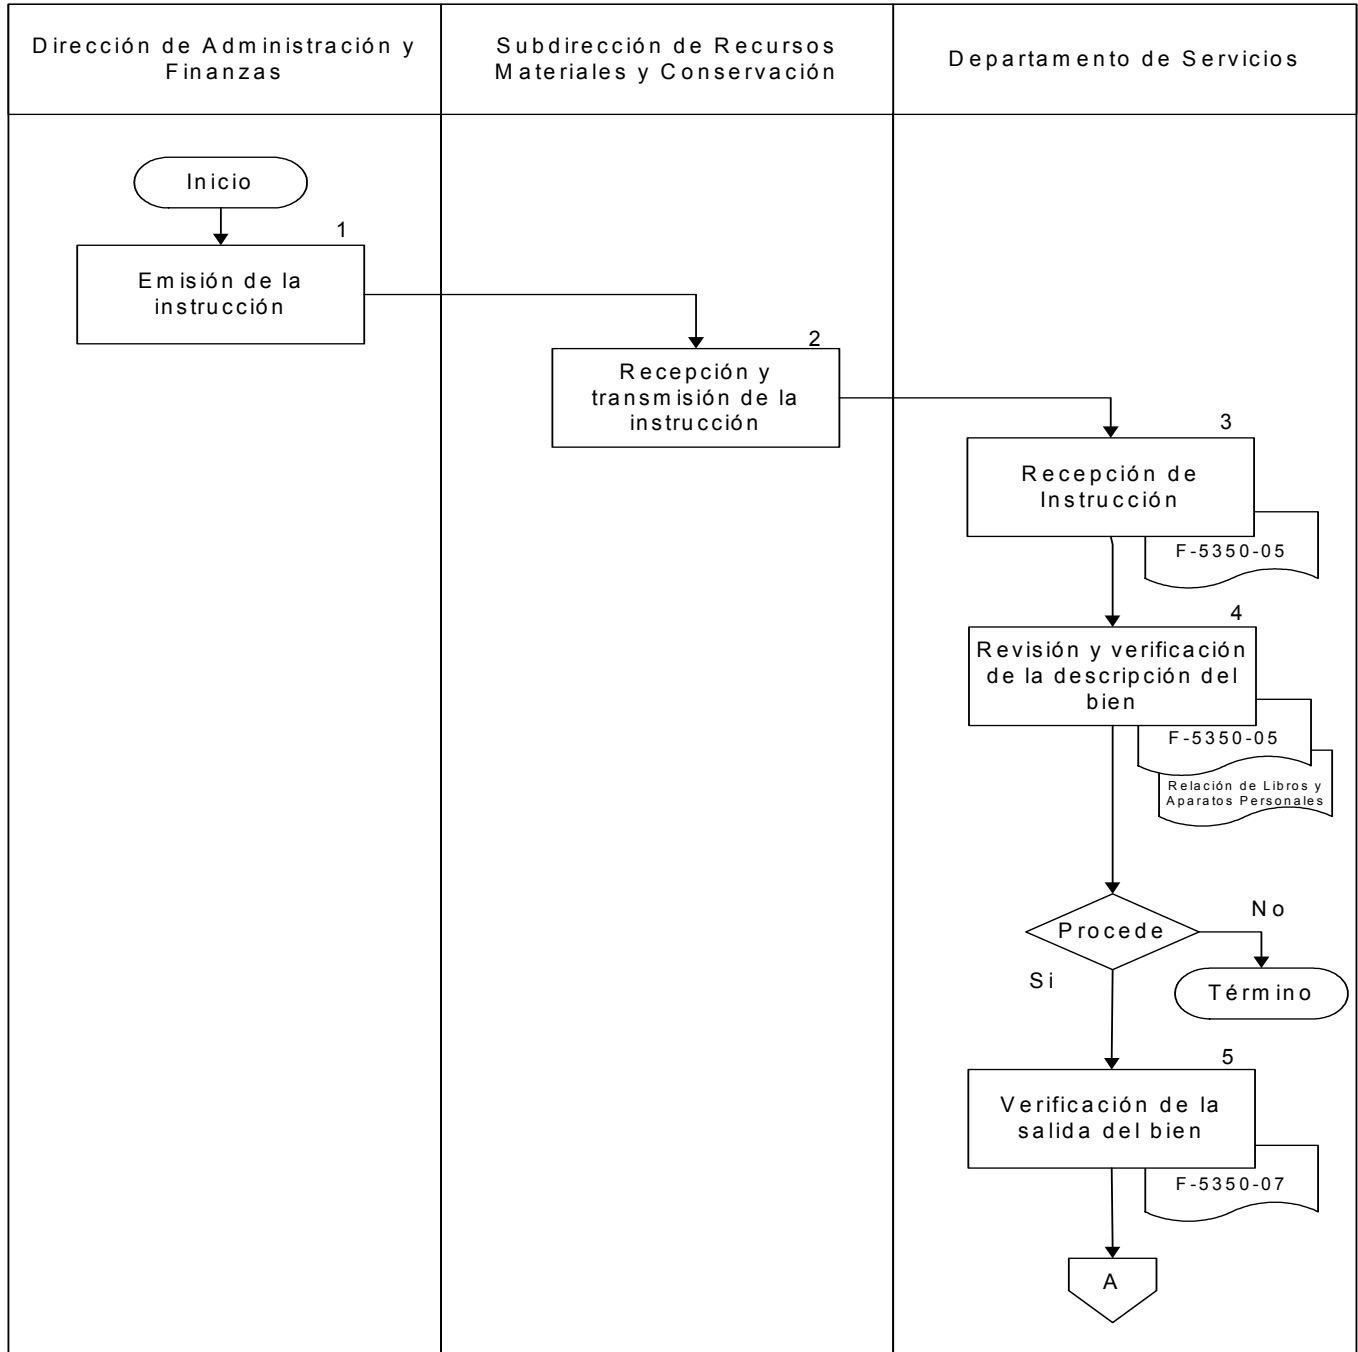 Dirección de Administración y
Finanzas
Subdirección de Recursos
Materiales y Conservación
Departamento de Servicios
Inicio
1
Emisión de la
instrucción
2
Recepción y
transmisión de la
instrucción
3
Recepción de
Instrucción
F-5350-05
4
Revisión y verificación
de la descripción del
bien
F-5350-05
Relación de Libros y
Aparatos Personales
Procede
No
Si
Término
5
Verificación de la
salida del bien
F-5350-07
A